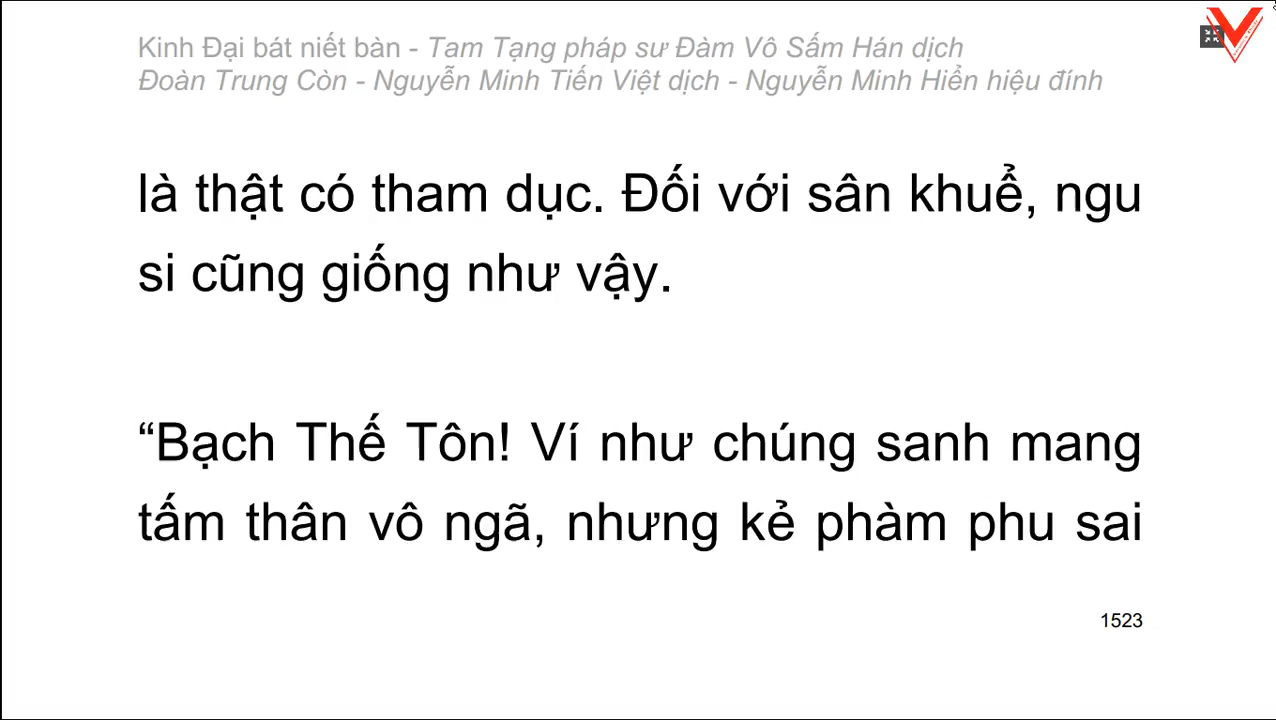 Kinh Đại bát niết bàn - Tam Tạng pháp sư Đàm Vô Sấm Hán dịch
Đoàn Trung Còn - Nguyễn Minh Tiến Việt dịch - Nguyễn Minh Hiển hiệu đính
là thật có tham dục. Đối với sân khuể, ngu
si cũng giống như vậy.
“Bạch Thế Tôn! Ví như chúng sanh mang
tấm thân vô ngã, nhưng kẻ phàm phu sai
1523